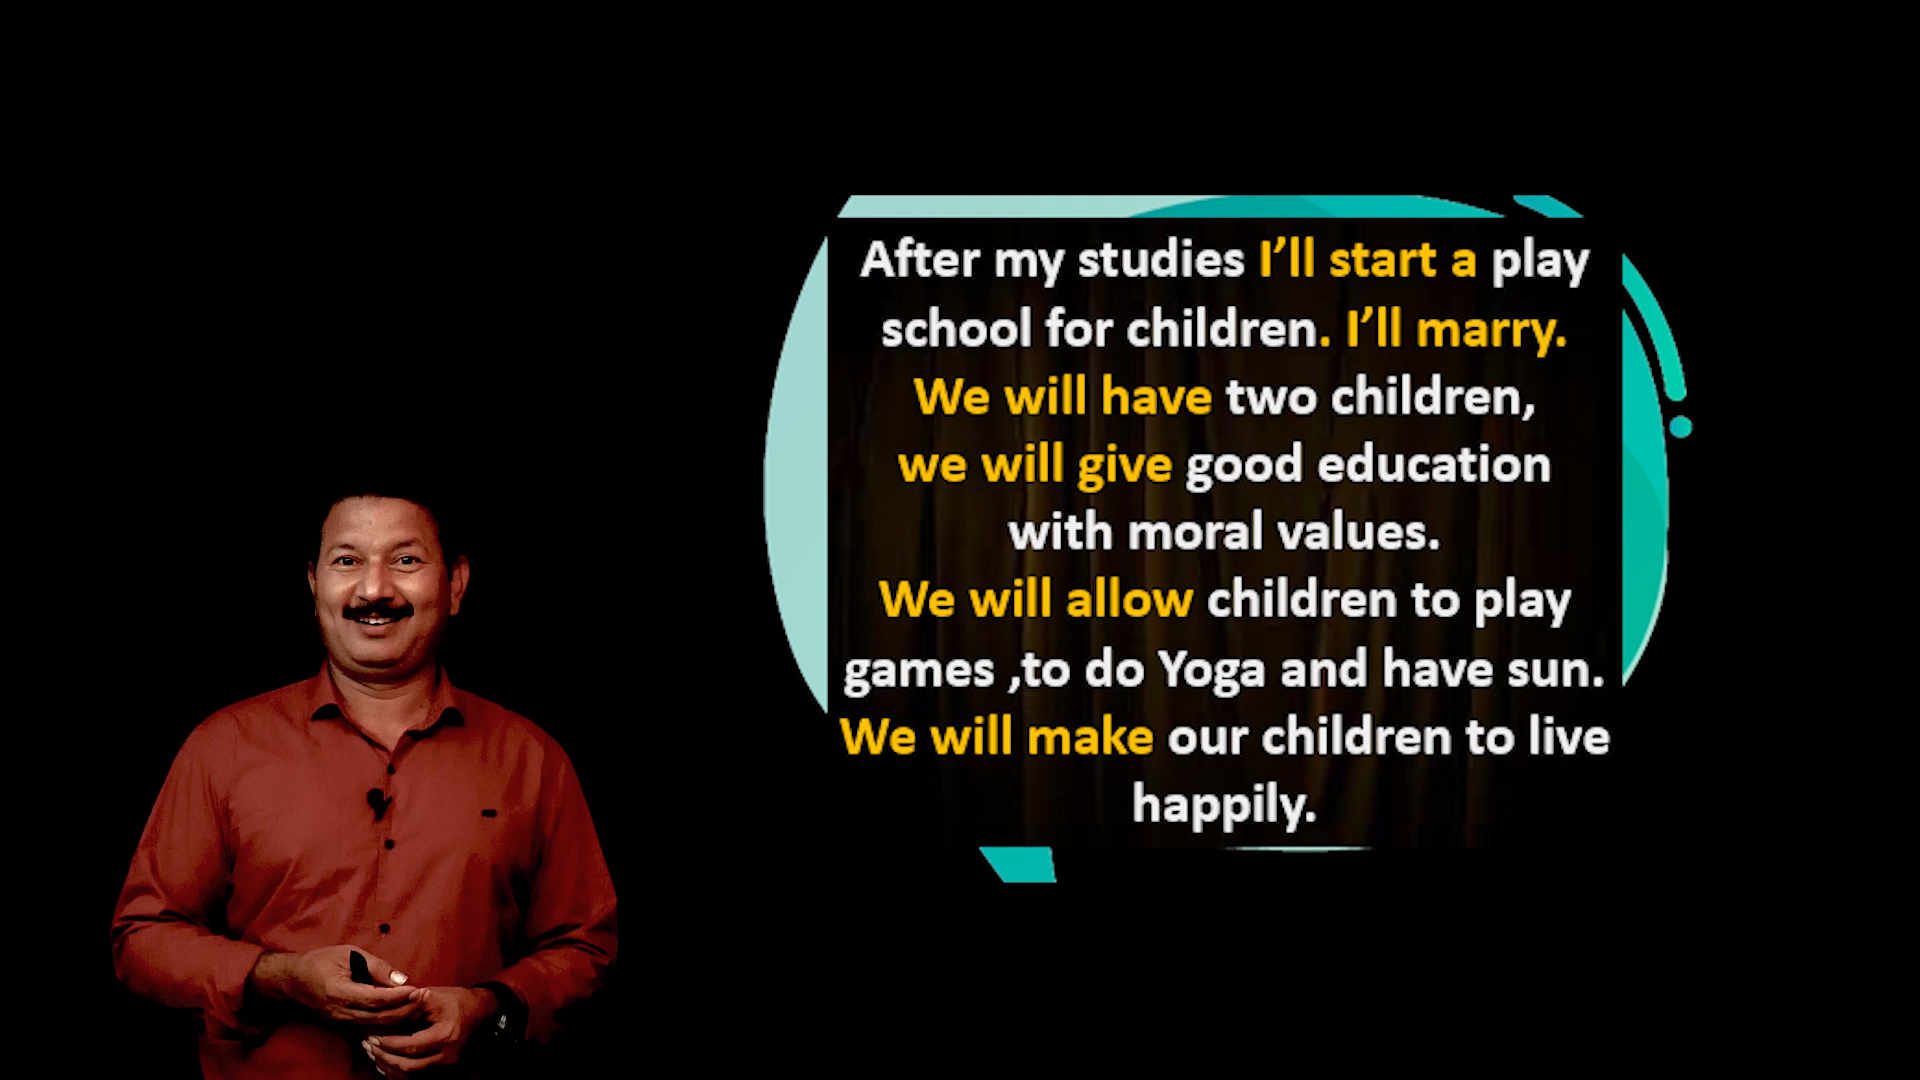 After my studies I’ll start a play
school for children. I’ll marry.
We will have two children,
we will give good education
with moral values.
We will allow children to play
games ,to do Yoga and have sun.
We will make our children to live
happily.